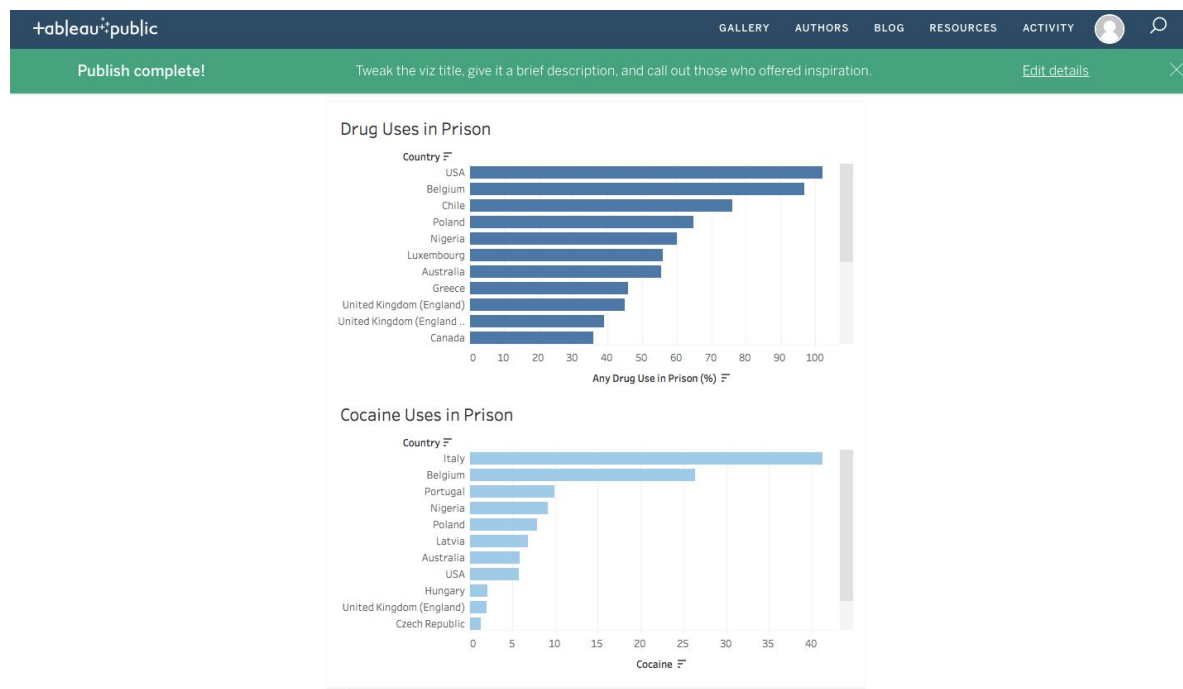 +ableau public
GALLERY AUTHORS BLOG RESOURCES ACTIVITY
Publish complete! Tweak the viz title, give it a brief description, and call out those who offered inspiration. Edit details
Drug Uses in Prison
Country
USA
Belgium
Chile
Poland
Nigeria
Luxembourg
Australia
Greece
United Kingdom (England)
United Kingdom (England ..
Canada
0 10 20 30 40 50 60 70 80 90 100
Any Drug Use in Prison (%)
Cocaine Uses in Prison
Country
Italy
Belgium
Portugal
Nigeria
Poland
Latvia
Australia
USA
Hungary
United Kingdom (England)
Czech Republic
0 5 10 15 20 25 30 35 40
Cocaine